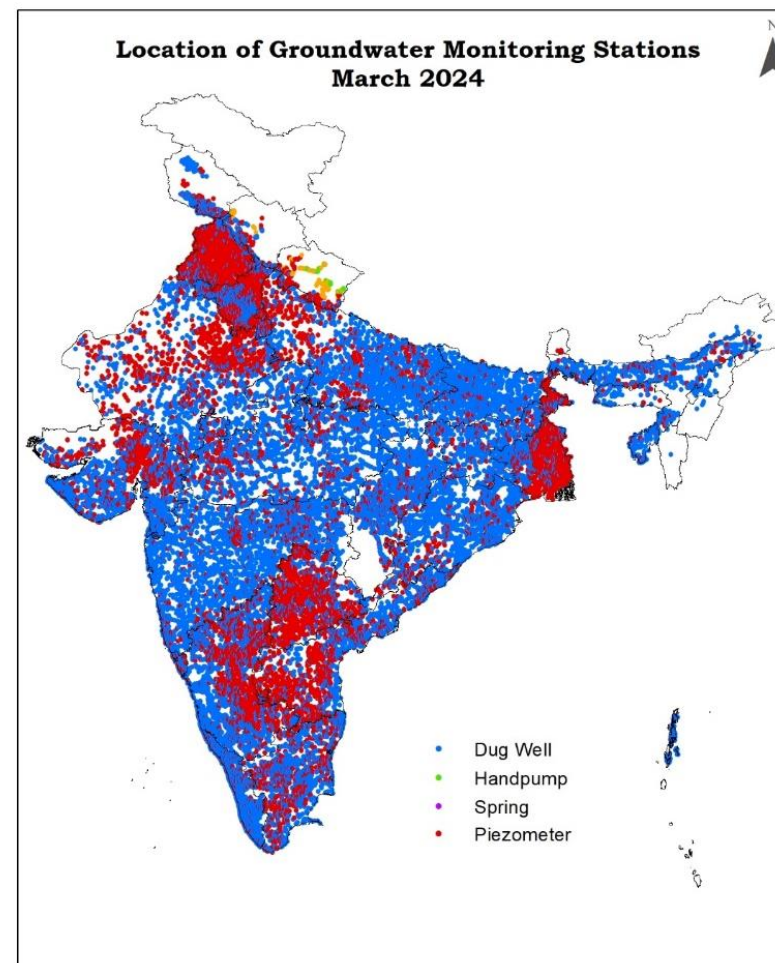 Location of Groundwater Monitoring Stations
March 2024
N
Dug Well
Handpump
Spring
Piezometer